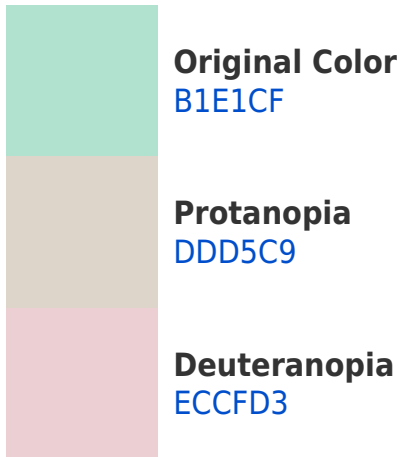 Original Color
B1E1CF
Protanopia
DDD5C9
Deuteranopia
ECCFD3